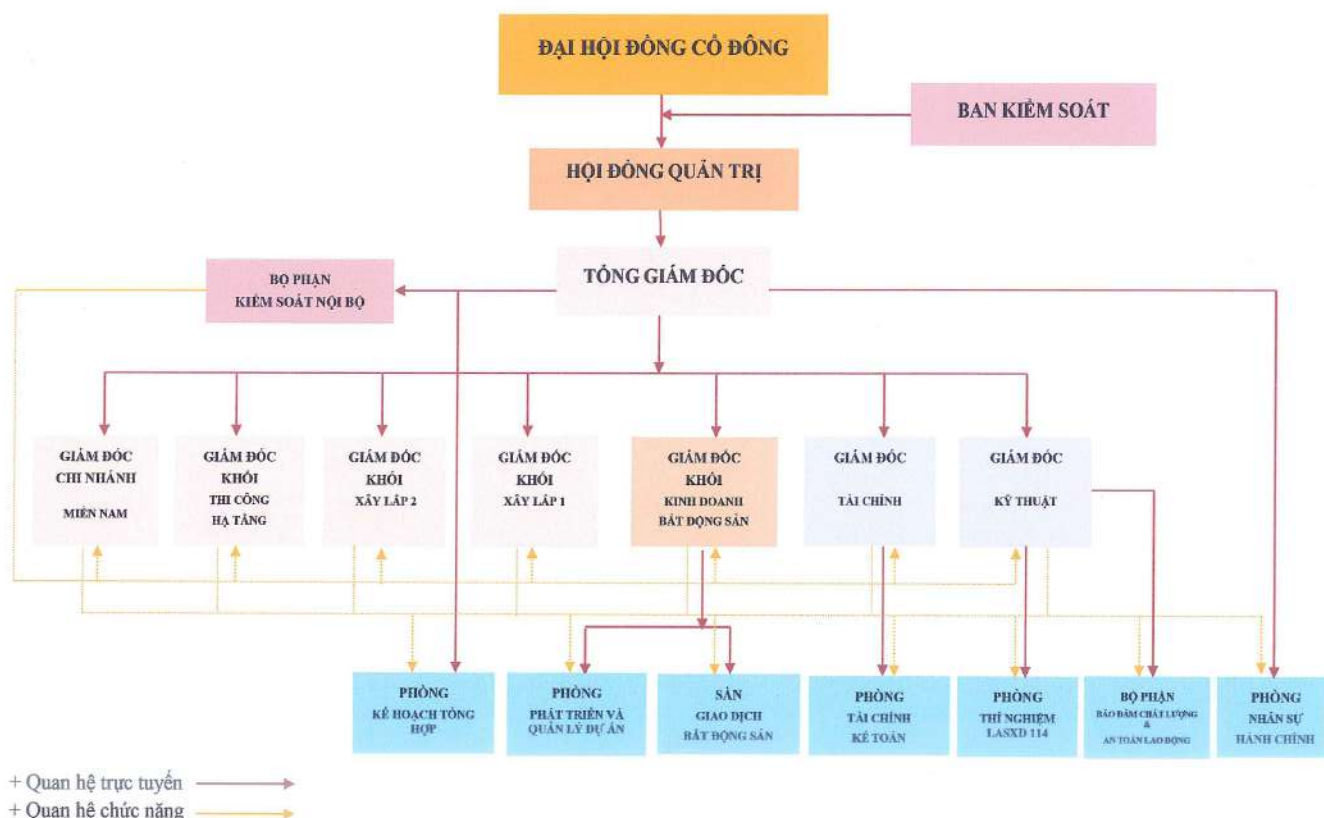 ĐẠI HỘI ĐỒNG CỔ ĐÔNG
BAN KIỂM SOÁT
HỘI ĐỒNG QUẢN TRỊ
TỔNG GIÁM ĐỐC
BỘ PHẬN
KIỂM SOÁT NỘI BỘ
GIÁM ĐỐC
CHI NHÁNH
MIỀN NAM
GIÁM ĐỐC
KHỐI
THI CÔNG
HẠ TẦNG
GIÁM ĐỐC
KHỐI
XÂY LẮP 2
GIÁM ĐỐC
KHỐI
XÂY LẮP 1
GIÁM ĐỐC
KHỐI
KINH DOANH
BẤT ĐỘNG SẢN
GIÁM ĐỐC
TÀI CHÍNH
GIÁM ĐỐC
KỸ THUẬT
PHÒNG
KẾ HOẠCH TỔNG
HỢP
PHÒNG
PHÁT TRIỂN VÀ
QUẢN LÝ DỰ ÁN
SÀN
GIAO DỊCH
BẤT ĐỘNG SẢN
PHÒNG
TÀI CHÍNH
KẾ TOÁN
PHÒNG
THÍ NGHIỆM
LASXD 114
BỘ PHẬN
BẢO ĐẢM CHẤT LƯỢNG
&
AN TOÀN LAO ĐỘNG
PHÒNG
NHÂN SỰ
HÀNH CHÍNH
+ Quan hệ trực tuyến
+ Quan hệ chức năng